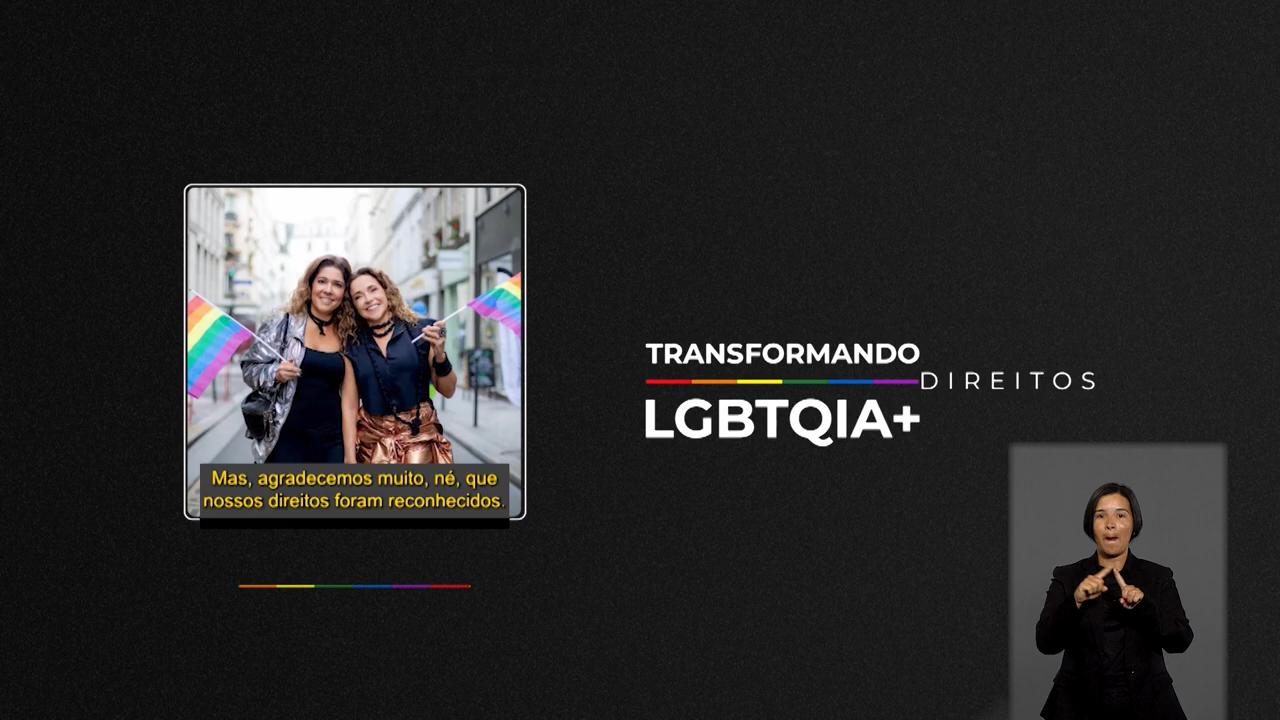 Mas, agradecemos muito, né, que
nossos direitos foram reconhecidos.
TRANSFORMANDO
DIREITOS
LGBTQIA+